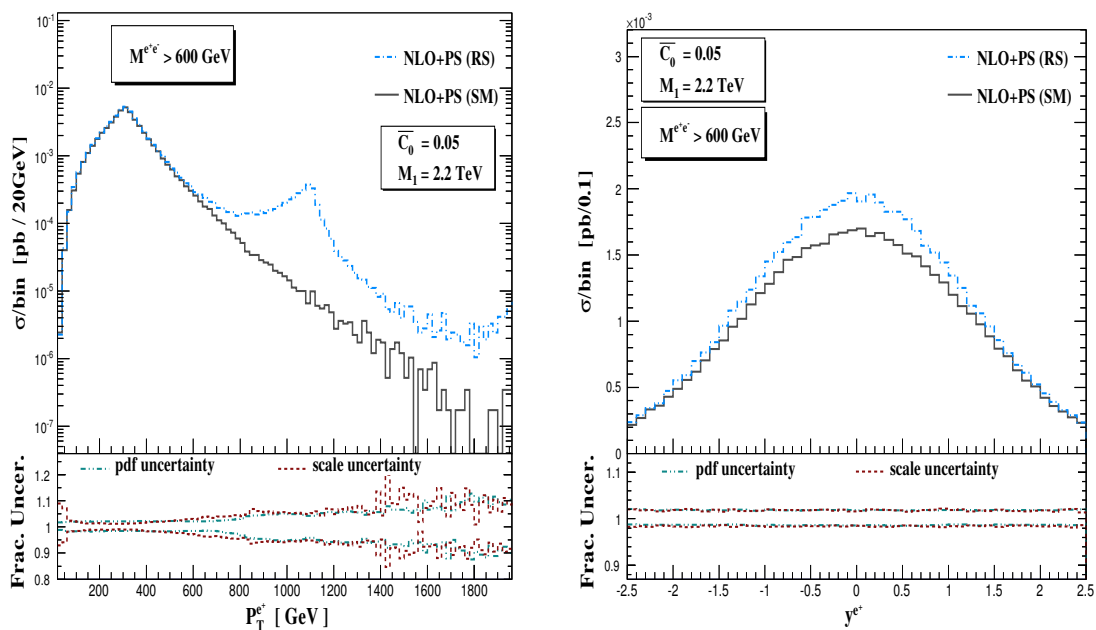 10⁻¹
10⁻²
10⁻³
10⁻⁴
10⁻⁵
10⁻⁶
10⁻⁷
σ/bin [pb / 20GeV]
M^{e⁺e⁻} > 600 GeV
NLO+PS (RS)
NLO+PS (SM)
C̅₀ = 0.05
M₁ = 2.2 TeV
pdf uncertainty
scale uncertainty
Frac. Uncer.
1.2
1.1
1
0.9
0.8
200 400 600 800 1000 1200 1400 1600 1800
P_T^{e⁺} [ GeV ]
×10⁻³
3
2.5
2
1.5
1
0.5
0
σ/bin [pb/0.1]
C̅₀ = 0.05
M₁ = 2.2 TeV
M^{e⁺e⁻} > 600 GeV
NLO+PS (RS)
NLO+PS (SM)
pdf uncertainty
scale uncertainty
Frac. Uncer.
1.1
1
0.9
-2.5 -2 -1.5 -1 -0.5 0 0.5 1 1.5 2 2.5
y^{e⁺}